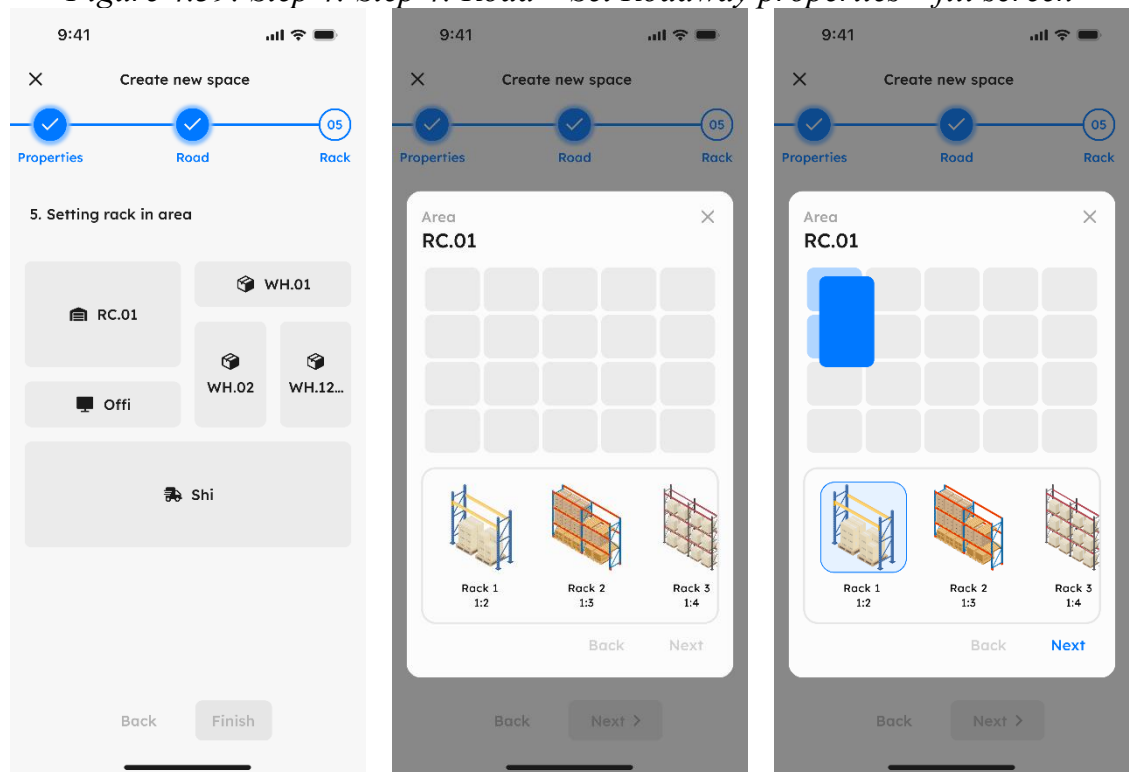 Figure 4.39: Step 4: Step 4: Road – Set Roadway properties – fill screen
9:41
Create new space
05
Properties Road Rack
5. Setting rack in area
RC.01
WH.01
WH.02
WH.12...
Offi
Shi
Back Finish
9:41
Create new space
05
Properties Road Rack
Area
RC.01
Rack 1 Rack 2 Rack 3
1:2 1:3 1:4
Back Next
Back Next >
9:41
Create new space
05
Properties Road Rack
Area
RC.01
Rack 1 Rack 2 Rack 3
1:2 1:3 1:4
Back Next
Back Next >